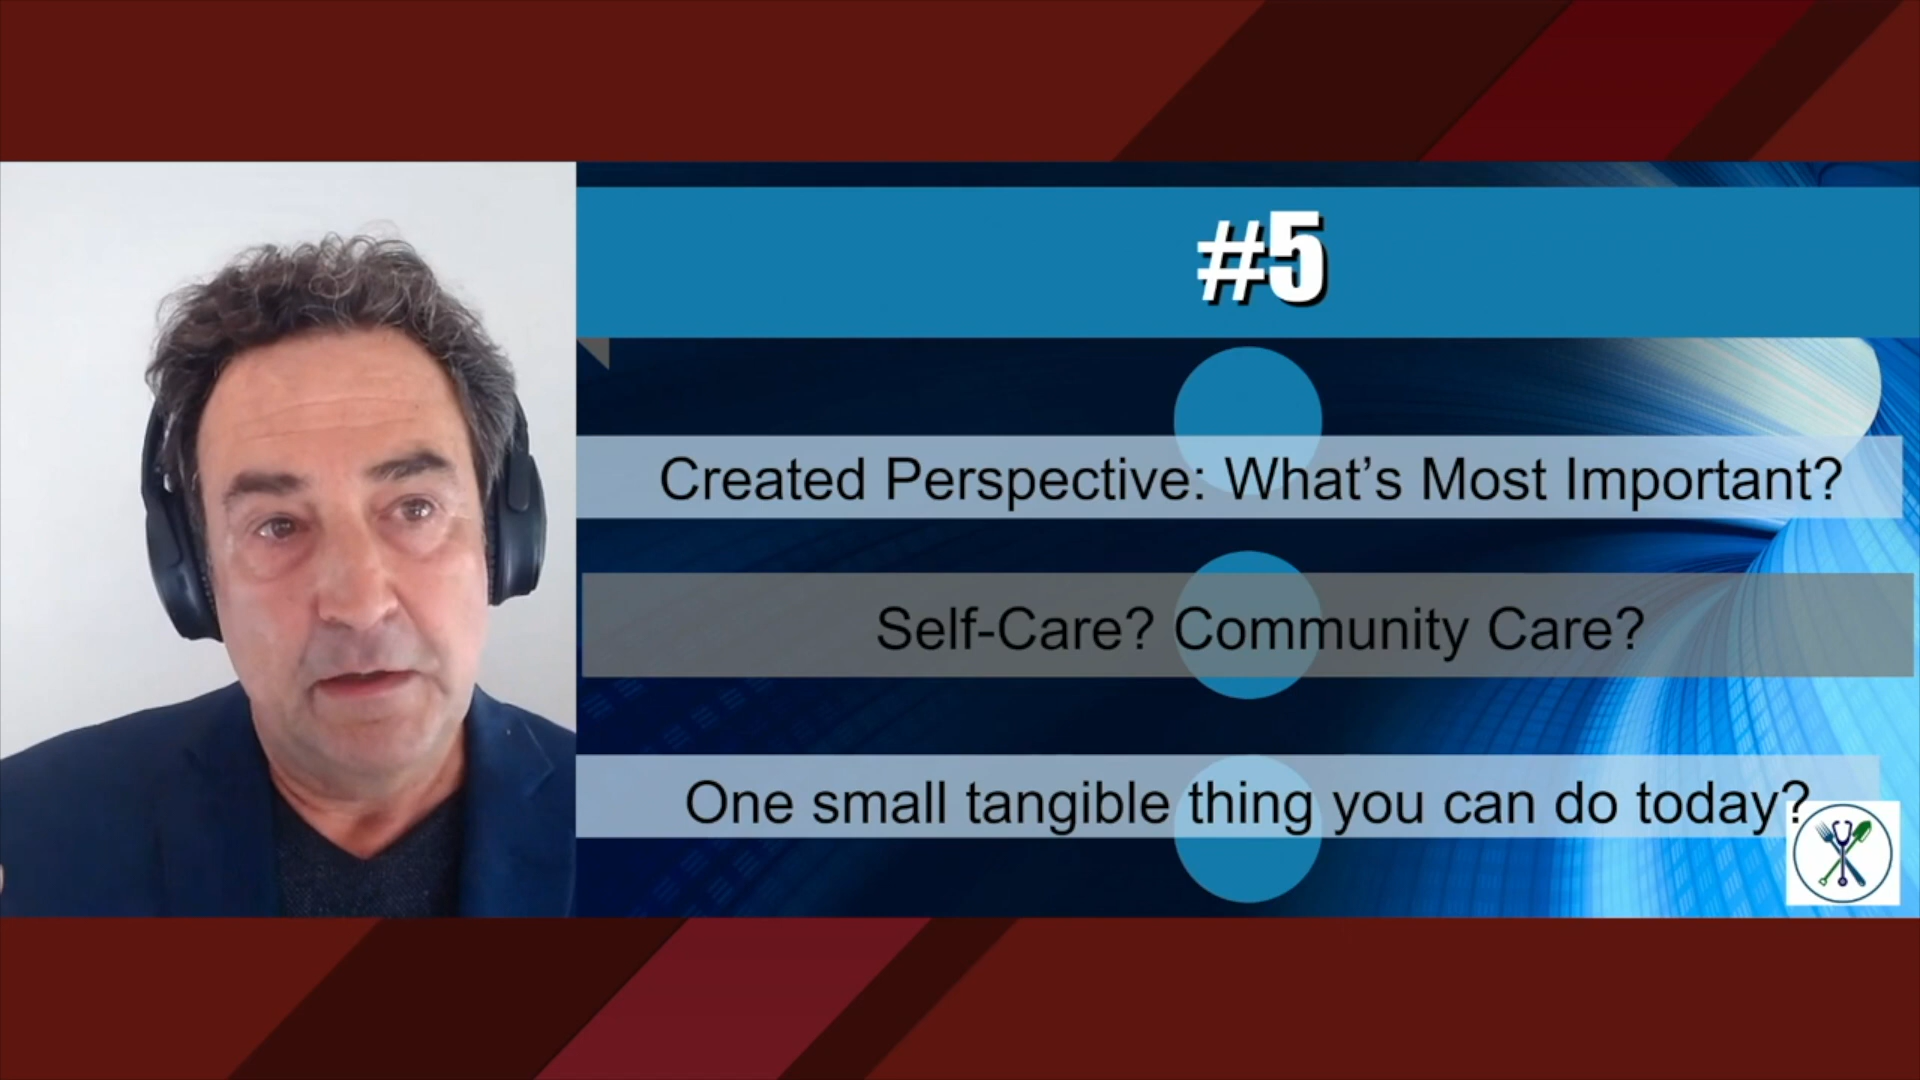 #5
Created Perspective: What’s Most Important?
Self-Care? Community Care?
One small tangible thing you can do today?